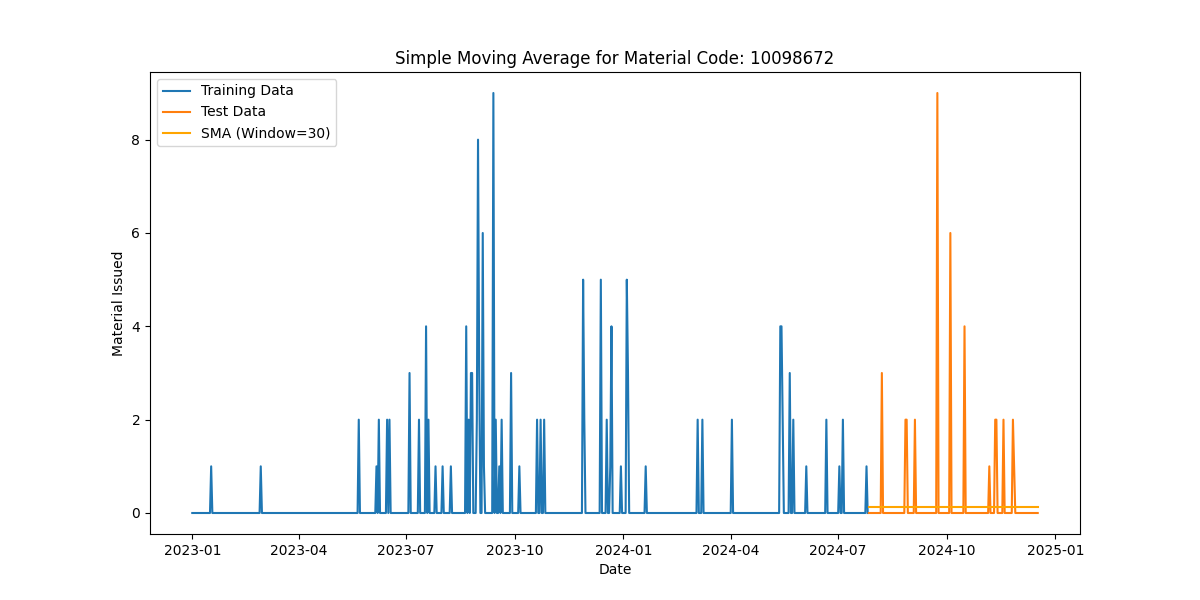 Simple Moving Average for Material Code: 10098672
Training Data
Test Data
SMA (Window=30)
Material Issued
8
6
4
2
0
2023-01 2023-04 2023-07 2023-10 2024-01 2024-04 2024-07 2024-10 2025-01
Date